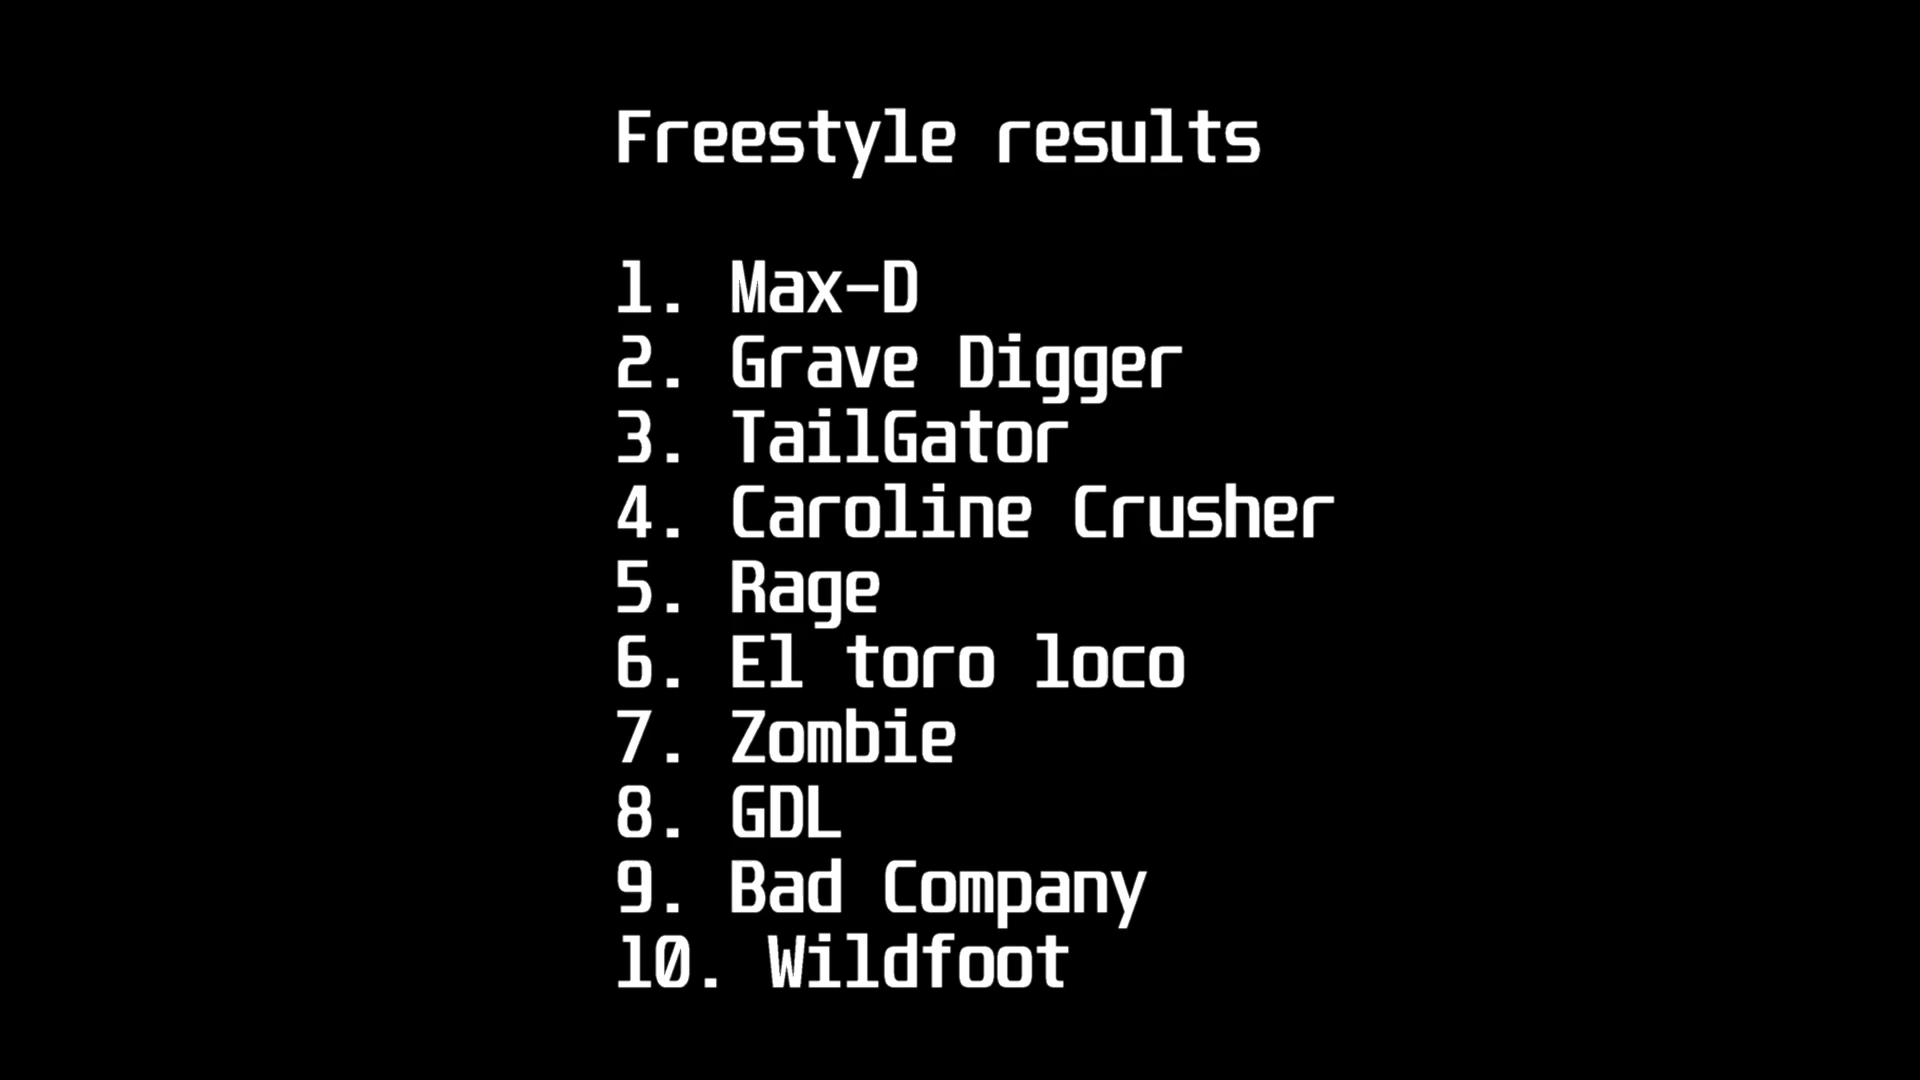 Freestyle results
1. Max-D
2. Grave Digger
3. TailGator
4. Caroline Crusher
5. Rage
6. El toro loco
7. Zombie
8. GDL
9. Bad Company
10. Wildfoot